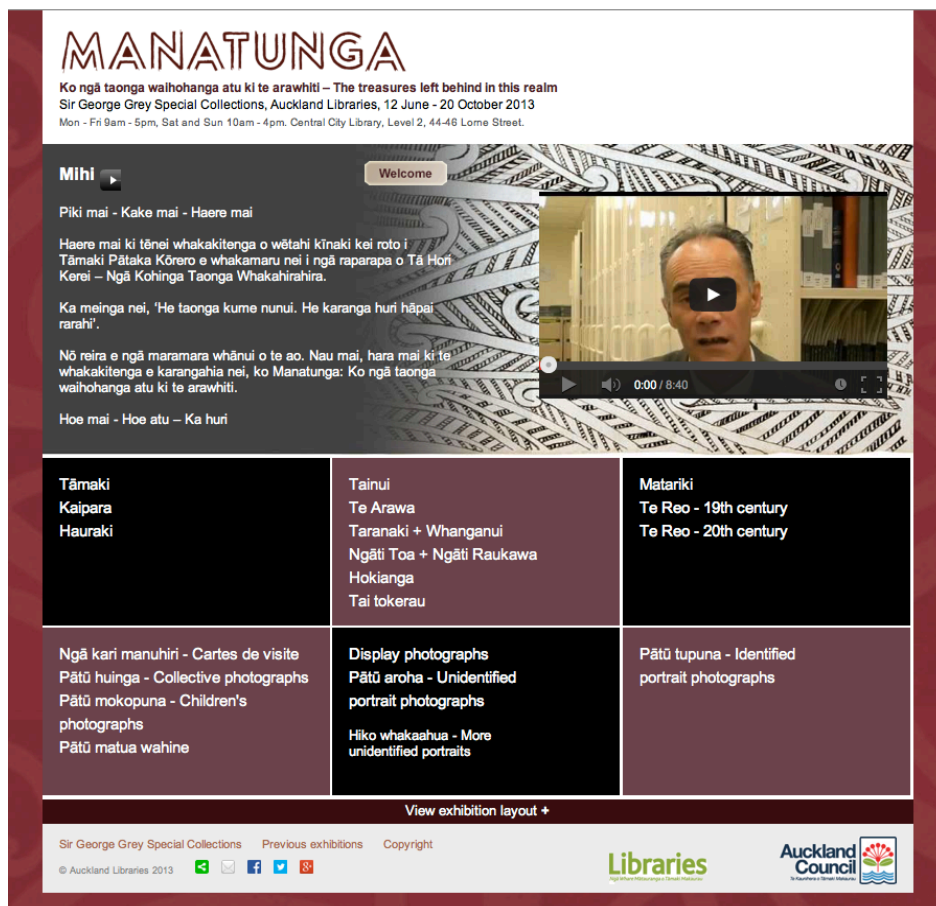 MANATUNGA
Ko ngā taonga waihohanga atu ki te arawhiti – The treasures left behind in this realm
Sir George Grey Special Collections, Auckland Libraries, 12 June - 20 October 2013
Mon - Fri 9am - 5pm, Sat and Sun 10am - 4pm. Central City Library, Level 2, 44-46 Lorne Street.
Mihi
Welcome
Piki mai - Kake mai - Haere mai
Haere mai ki tēnei whakakitenga o wētahi kīnaki kei roto i
Tāmaki Pātaka Kōrero e whakamaru nei i ngā raparapa o Tā Hori
Kerei – Ngā Kohinga Taonga Whakahirahira.
Ka meinga nei, ‘He taonga kume nunui. He karanga huri hāpai
rarahi’.
Nō reira e ngā maramara whānui o te ao. Nau mai, hara mai ki te
whakakitenga e karangahia nei, ko Manatunga: Ko ngā taonga
waihohanga atu ki te arawhiti.
Hoe mai - Hoe atu – Ka huri
0:00 / 8:40
Tāmaki
Kaipara
Hauraki
Tainui
Te Arawa
Taranaki + Whanganui
Ngāti Toa + Ngāti Raukawa
Hokianga
Tai tokerau
Matariki
Te Reo - 19th century
Te Reo - 20th century
Ngā kari manuhiri - Cartes de visite
Pātū huinga - Collective photographs
Pātū mokopuna - Children's
photographs
Pātū matua wahine
Display photographs
Pātū aroha - Unidentified
portrait photographs
Hiko whakaahua - More
unidentified portraits
Pātū tupuna - Identified
portrait photographs
View exhibition layout +
Sir George Grey Special Collections Previous exhibitions Copyright
© Auckland Libraries 2013
Libraries
Auckland
Council